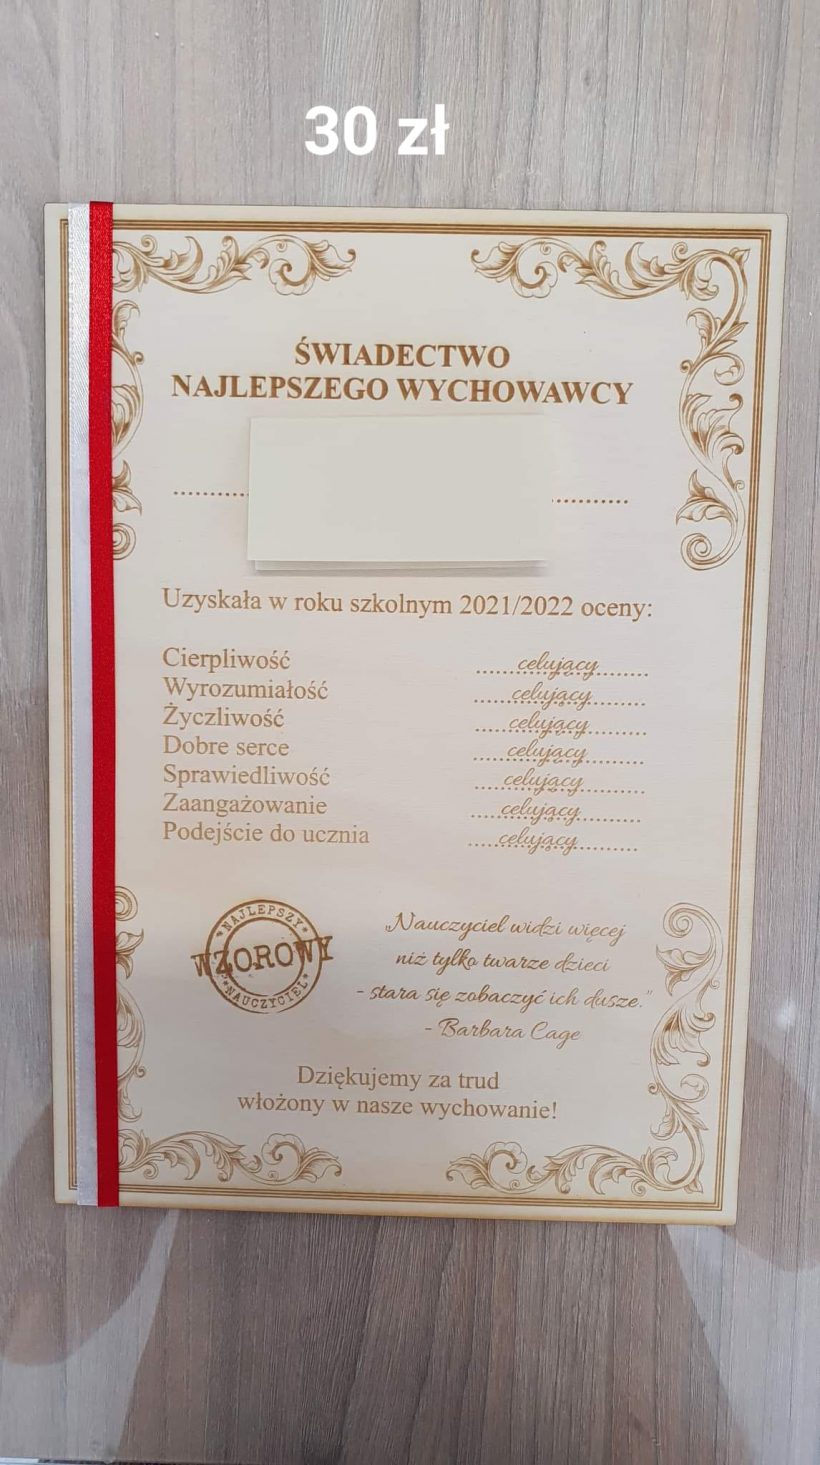 30 zł
ŚWIADECTWO
NAJLEPSZEGO WYCHOWAWCY
Uzyskała w roku szkolnym 2021/2022 oceny:
Cierpliwość celujący
Wyrozumiałość celujący
Życzliwość celujący
Dobre serce celujący
Sprawiedliwość celujący
Zaangażowanie celujący
Podejście do ucznia celujący
NAJLEPSZY
WZOROWY
NAUCZYCIEL
„Nauczyciel widzi więcej
niż tylko twarze dzieci
- stara się zobaczyć ich dusze."
- Barbara Cage
Dziękujemy za trud
włożony w nasze wychowanie!